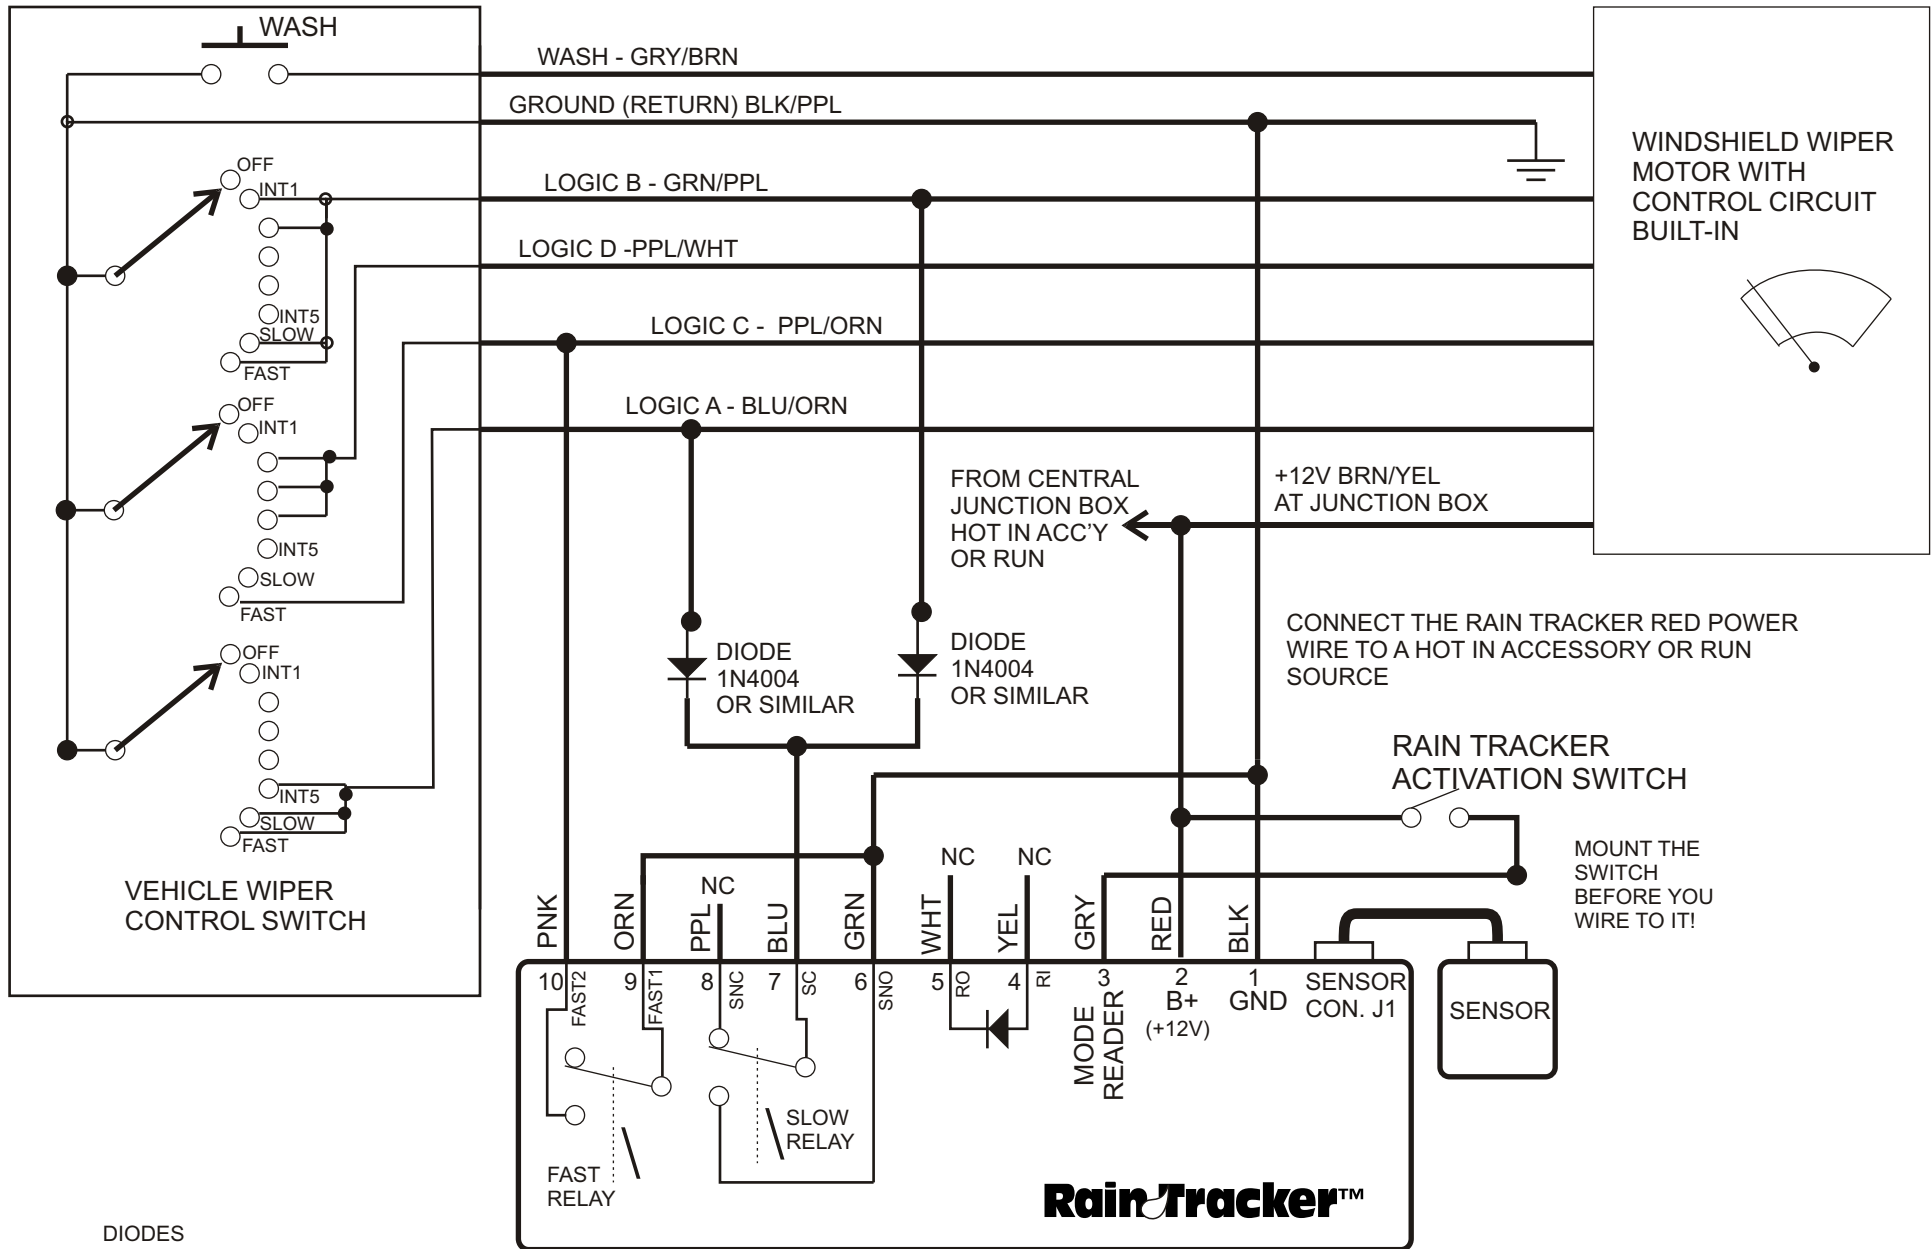 WASH
WASH - GRY/BRN
GROUND (RETURN) BLK/PPL
LOGIC B - GRN/PPL
LOGIC D -PPL/WHT
LOGIC C - PPL/ORN
LOGIC A - BLU/ORN
WINDSHIELD WIPER
MOTOR WITH
CONTROL CIRCUIT
BUILT-IN
OFF
INT1
INT5
SLOW
FAST
OFF
INT1
INT5
SLOW
FAST
OFF
INT1
INT5
SLOW
FAST
VEHICLE WIPER
CONTROL SWITCH
FROM CENTRAL
JUNCTION BOX
HOT IN ACC'Y
OR RUN
+12V BRN/YEL
AT JUNCTION BOX
DIODE
1N4004
OR SIMILAR
DIODE
1N4004
OR SIMILAR
CONNECT THE RAIN TRACKER RED POWER
WIRE TO A HOT IN ACCESSORY OR RUN
SOURCE
RAIN TRACKER
ACTIVATION SWITCH
MOUNT THE
SWITCH
BEFORE YOU
WIRE TO IT!
PNK
ORN
PPL
NC
BLU
GRN
WHT
NC
YEL
NC
GRY
RED
BLK
10
FAST2
9
FAST1
8
SNC
7
SC
6
SNO
5
RO
4
RI
3
MODE
READER
2
B+
(+12V)
1
GND
SENSOR
CON. J1
SENSOR
FAST
RELAY
SLOW
RELAY
RainTracker™
DIODES